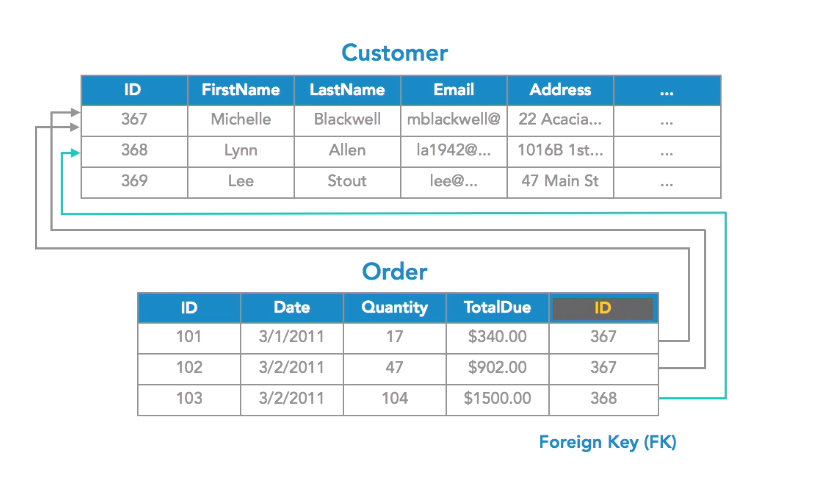 Customer
ID FirstName LastName Email Address ...
367 Michelle Blackwell mblackwell@ 22 Acacia... ...
368 Lynn Allen la1942@... 1016B 1st... ...
369 Lee Stout lee@... 47 Main St ...
Order
ID Date Quantity TotalDue ID
101 3/1/2011 17 $340.00 367
102 3/2/2011 47 $902.00 367
103 3/2/2011 104 $1500.00 368
Foreign Key (FK)